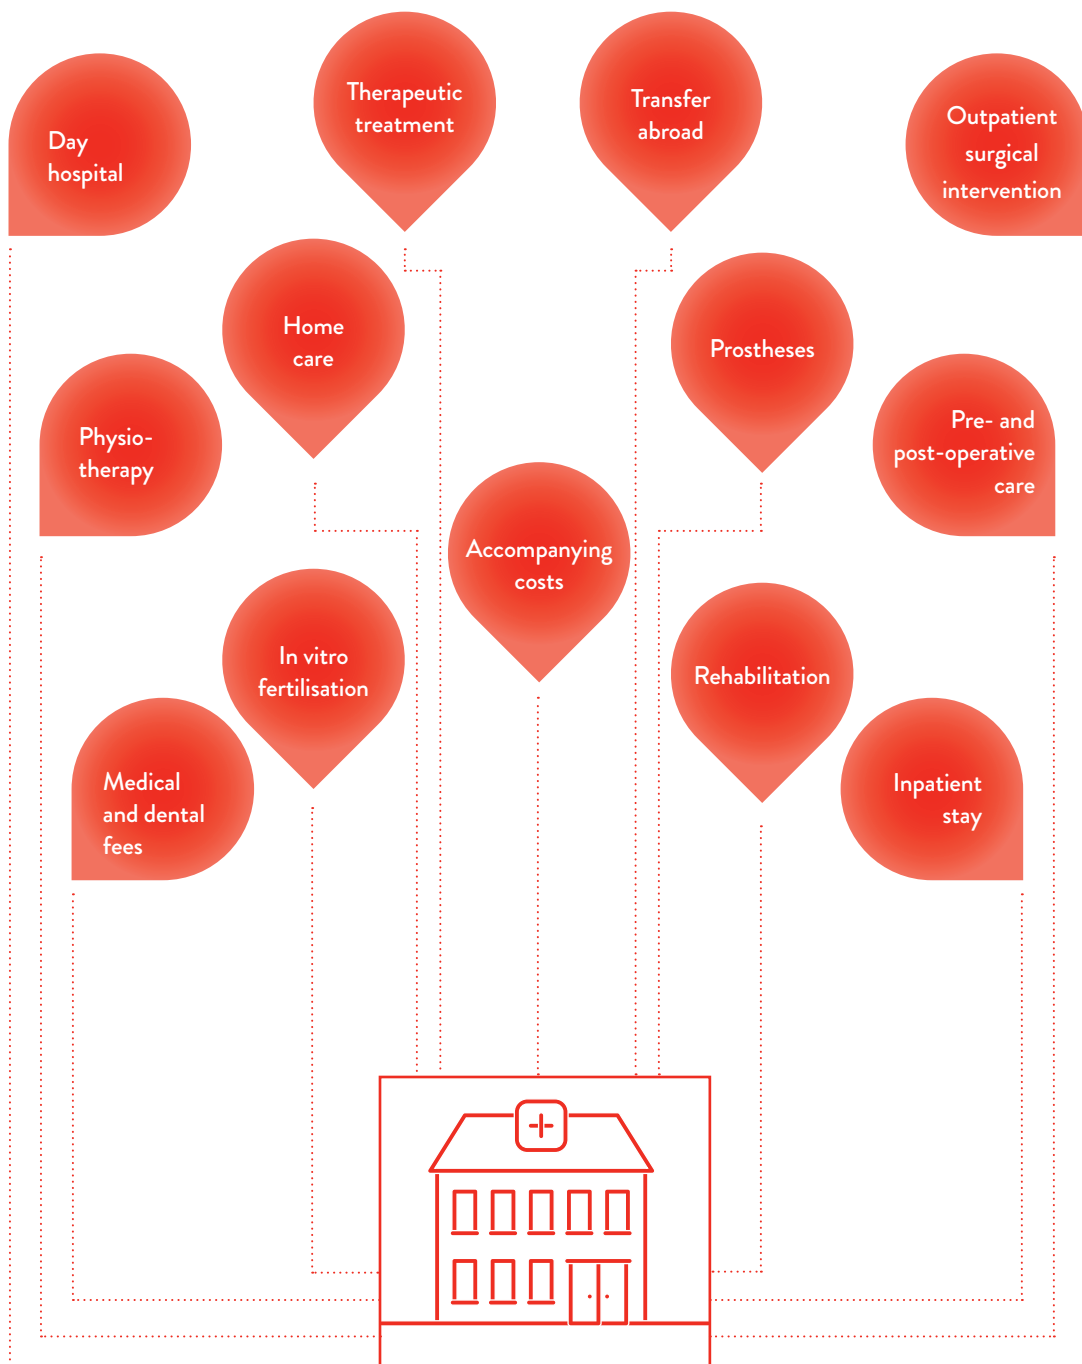 Therapeutic
treatment
Transfer
abroad
Day
hospital
Outpatient
surgical
intervention
Home
care
Prostheses
Physio-
therapy
Pre- and
post-operative
care
Accompanying
costs
In vitro
fertilisation
Rehabilitation
Medical
and dental
fees
Inpatient
stay